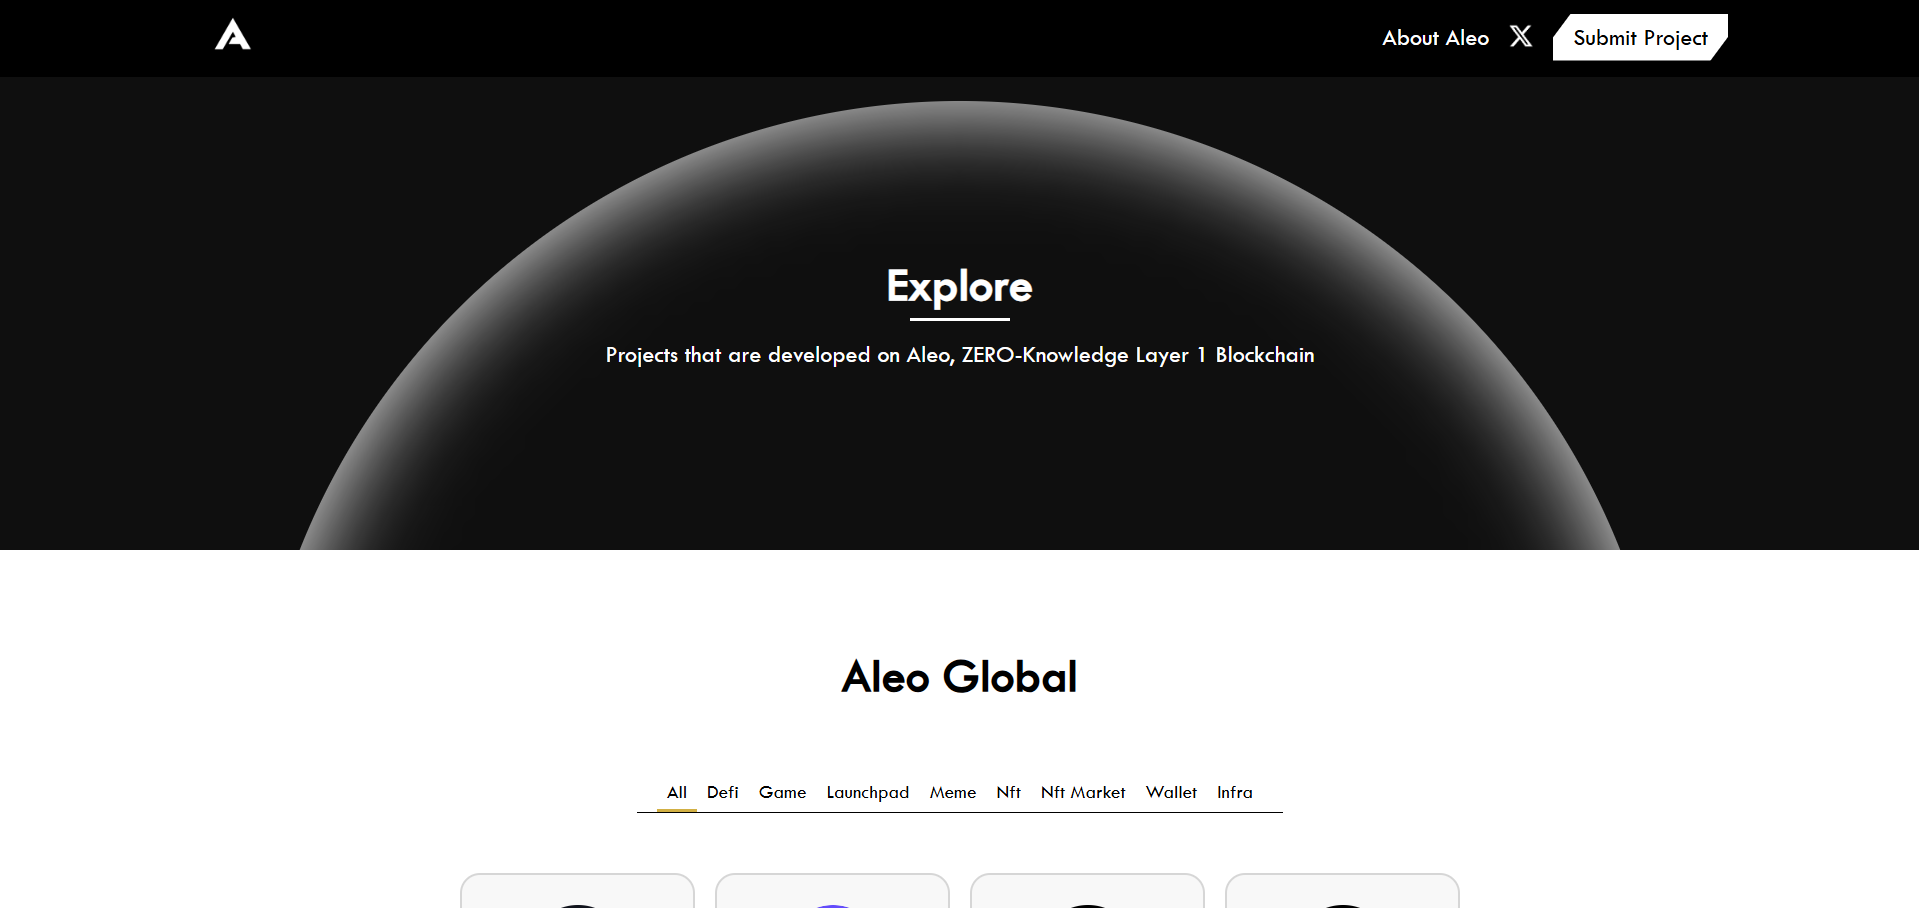 About Aleo
Submit Project
Explore
Projects that are developed on Aleo, ZERO-Knowledge Layer 1 Blockchain
Aleo Global
All Defi Game Launchpad Meme Nft Nft Market Wallet Infra